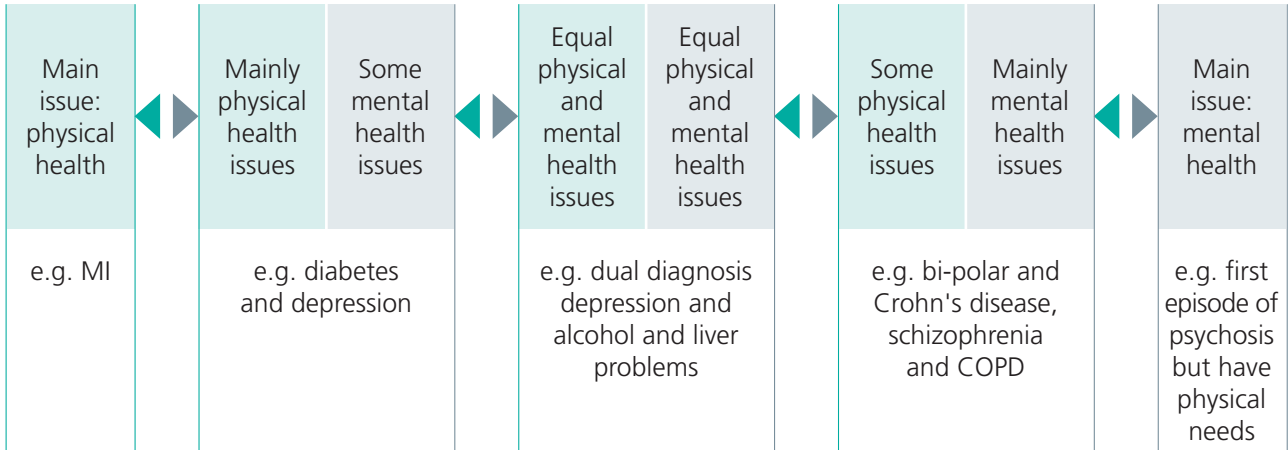 Main
issue:
physical
health
Mainly
physical
health
issues
Some
mental
health
issues
Equal
physical
and
mental
health
issues
Equal
physical
and
mental
health
issues
Some
physical
health
issues
Mainly
mental
health
issues
Main
issue:
mental
health
e.g. MI
e.g. diabetes
and depression
e.g. dual diagnosis
depression and
alcohol and liver
problems
e.g. bi-polar and
Crohn's disease,
schizophrenia
and COPD
e.g. first
episode of
psychosis
but have
physical
needs